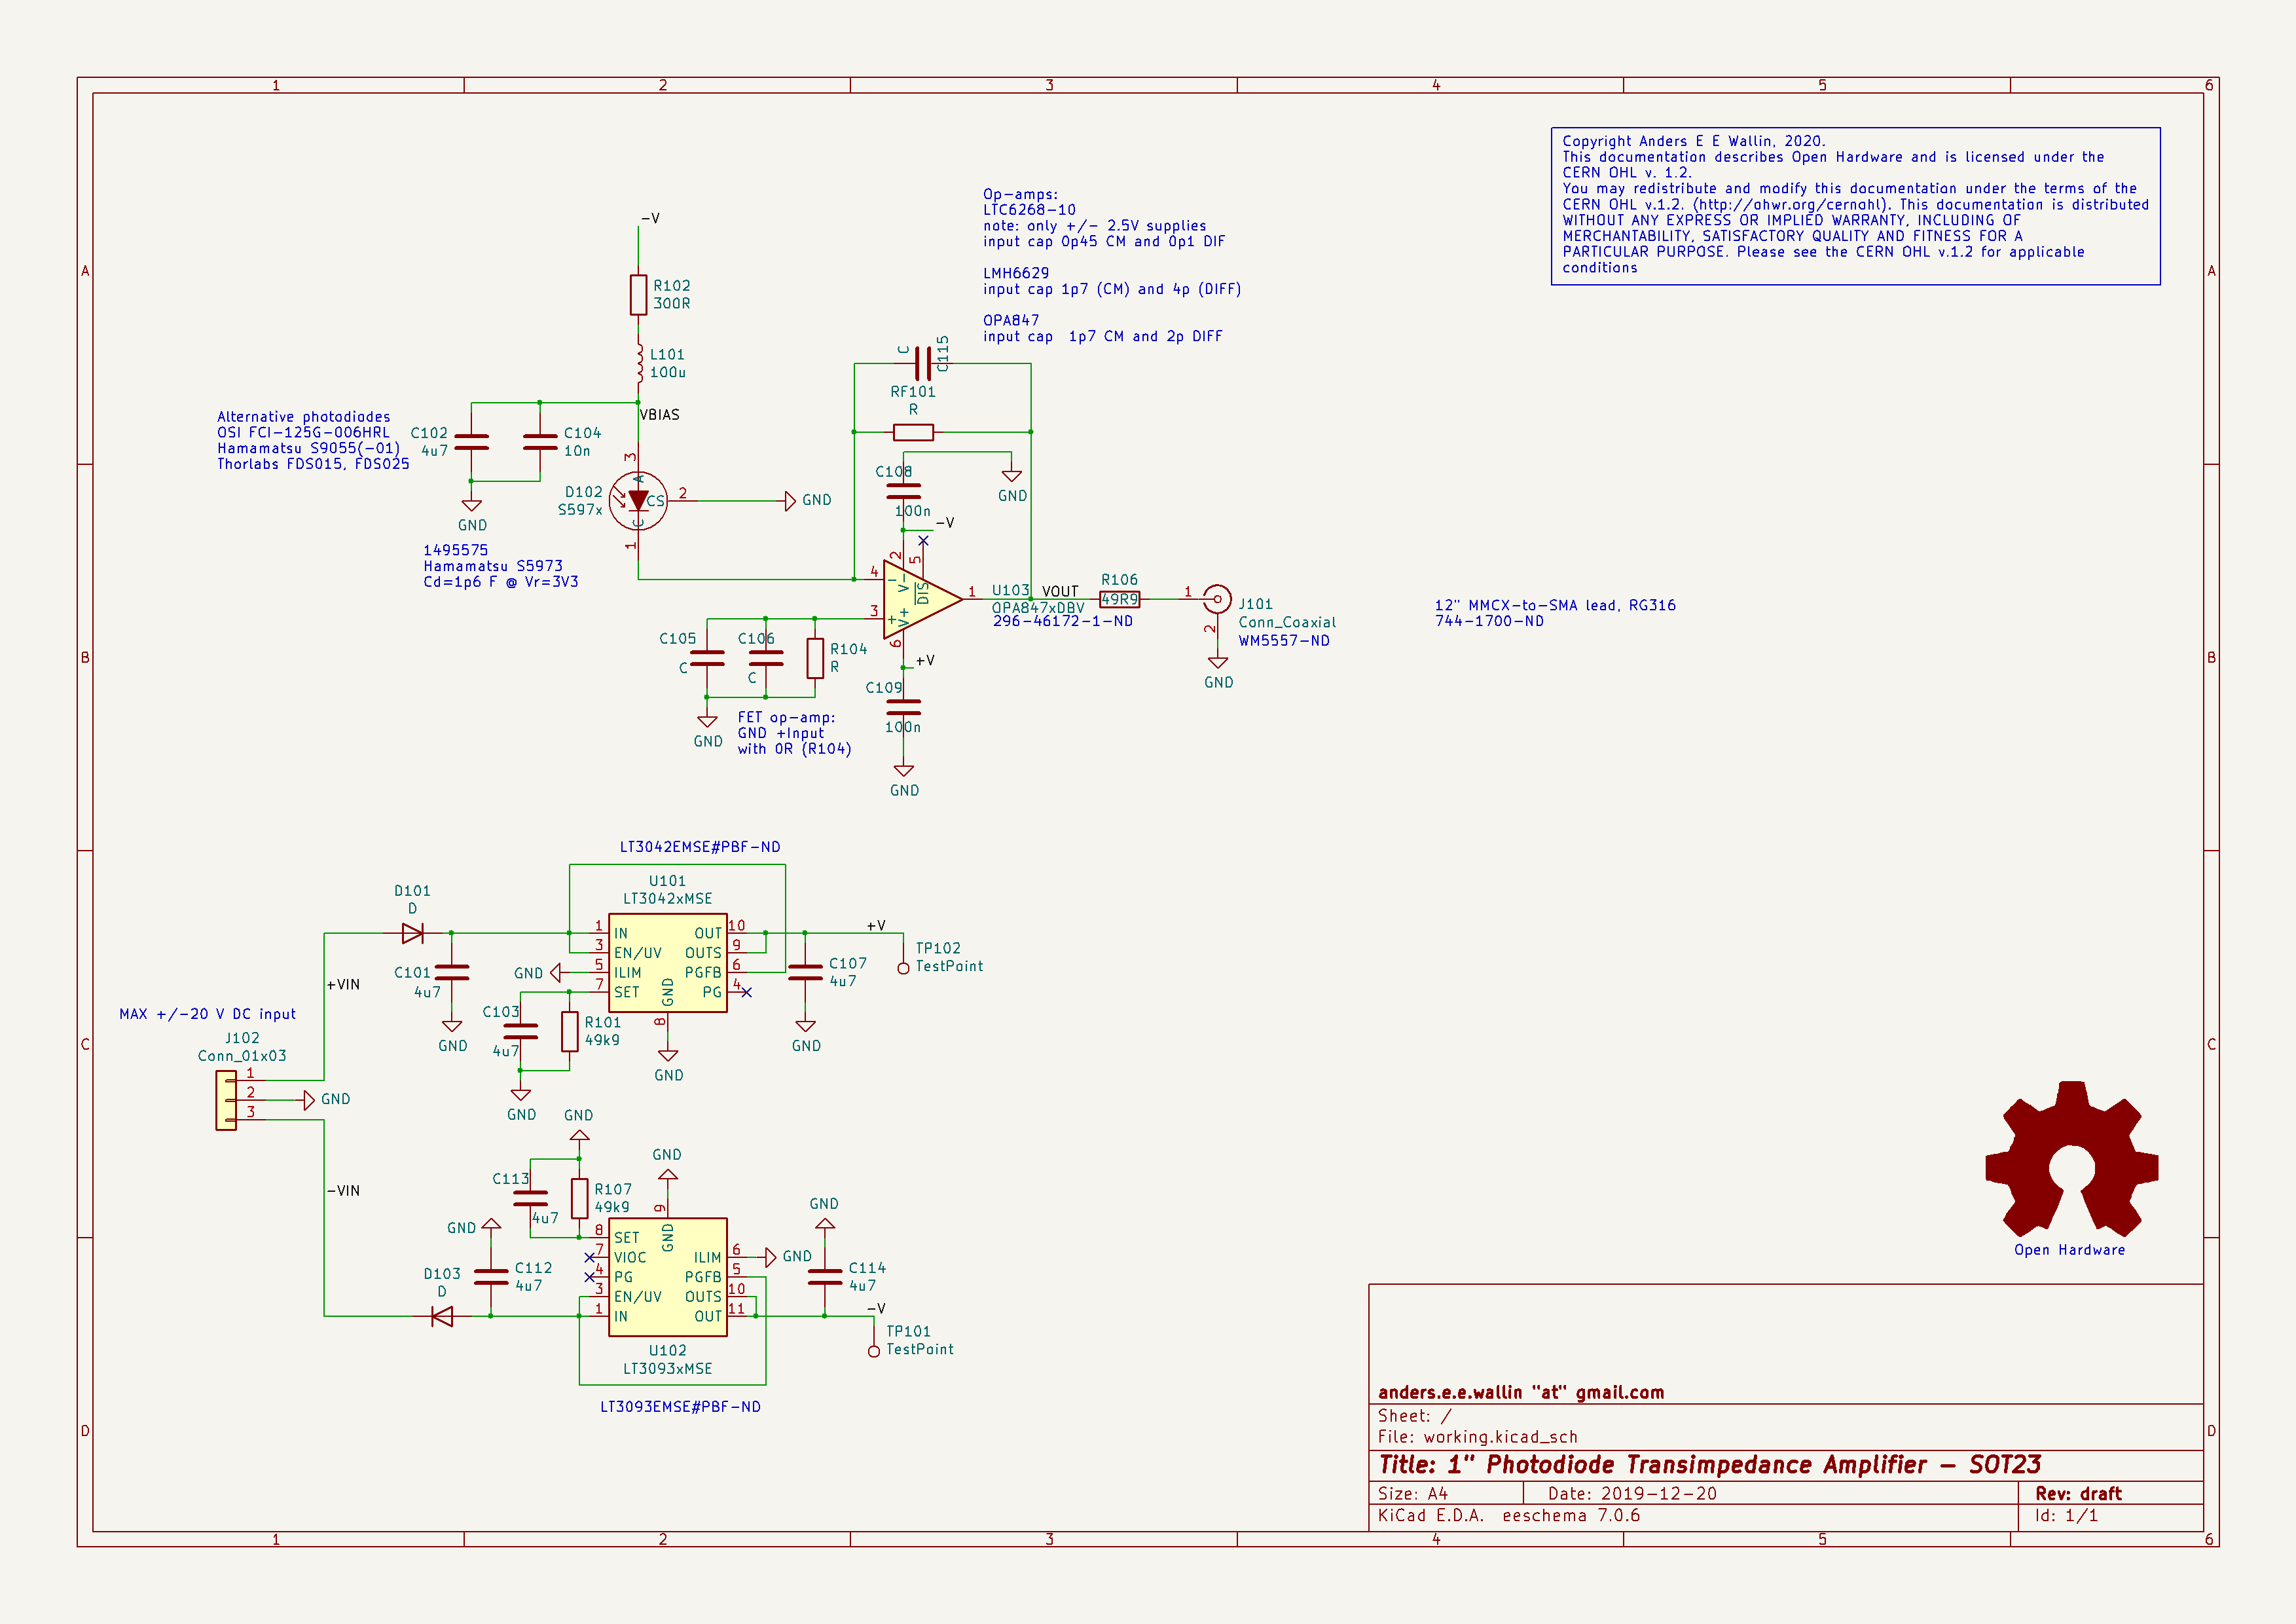 1 2 3 4 5 6
A
B
C
D
A
B
C
D
1 2 3 4 5 6
Copyright Anders E E Wallin, 2020.
This documentation describes Open Hardware and is licensed under the
CERN OHL v. 1.2.
You may redistribute and modify this documentation under the terms of the
CERN OHL v.1.2. (http://ohwr.org/cernohl). This documentation is distributed
WITHOUT ANY EXPRESS OR IMPLIED WARRANTY, INCLUDING OF
MERCHANTABILITY, SATISFACTORY QUALITY AND FITNESS FOR A
PARTICULAR PURPOSE. Please see the CERN OHL v.1.2 for applicable
conditions
Op-amps:
LTC6268-10
note: only +/- 2.5V supplies
input cap 0p45 CM and 0p1 DIF
LMH6629
input cap 1p7 (CM) and 4p (DIFF)
OPA847
input cap  1p7 CM and 2p DIFF
-V
R102
300R
L101
100u
VBIAS
Alternative photodiodes
OSI FCI-125G-006HRL
Hamamatsu S9055(-01)
Thorlabs FDS015, FDS025
C102
4u7
C104
10n
GND
3
A
D102
S597x
CS
2
GND
C
1
1495575
Hamamatsu S5973
Cd=1p6 F @ Vr=3V3
C
C115
RF101
R
C108
100n
GND
-V
2
5
4
-
V-
DIS
3
+
V+
6
1
U103
OPA847xDBV
296-46172-1-ND
VOUT
R106
49R9
1
2
J101
Conn_Coaxial
WM5557-ND
GND
12" MMCX-to-SMA lead, RG316
744-1700-ND
C105
C
C106
C
R104
R
GND
FET op-amp:
GND +Input
with 0R (R104)
+V
C109
100n
GND
LT3042EMSE#PBF-ND
U101
LT3042xMSE
D101
D
1
IN
3
EN/UV
5
ILIM
7
SET
GND
8
OUT
10
OUTS
9
PGFB
6
PG
4
GND
+V
TP102
TestPoint
C101
4u7
GND
C103
4u7
R101
49k9
GND
GND
C107
4u7
GND
+VIN
MAX +/-20 V DC input
J102
Conn_01x03
1
2
3
GND
-VIN
GND
C113
4u7
R107
49k9
GND
9
GND
GND
C112
4u7
D103
D
8
SET
7
VIOC
4
PG
3
EN/UV
1
IN
ILIM
6
PGFB
5
OUTS
10
OUT
11
GND
GND
C114
4u7
-V
TP101
TestPoint
U102
LT3093xMSE
LT3093EMSE#PBF-ND
Open Hardware
anders.e.e.wallin "at" gmail.com
Sheet: /
File: working.kicad_sch
Title: 1" Photodiode Transimpedance Amplifier - SOT23
Size: A4 Date: 2019-12-20 Rev: draft
KiCad E.D.A.  eeschema 7.0.6 Id: 1/1